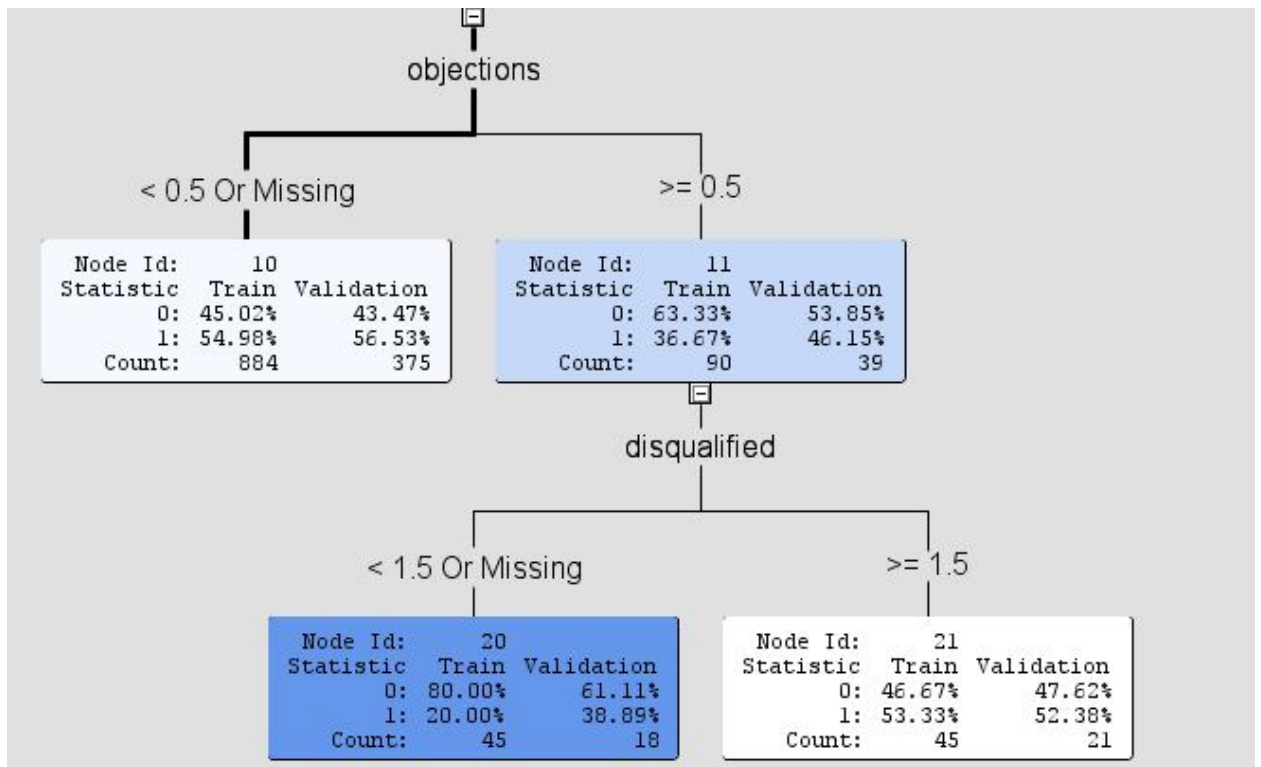 objections
< 0.5 Or Missing
>= 0.5
Node Id: 10
Statistic Train Validation
0: 45.02% 43.47%
1: 54.98% 56.53%
Count: 884 375
Node Id: 11
Statistic Train Validation
0: 63.33% 53.85%
1: 36.67% 46.15%
Count: 90 39
disqualified
< 1.5 Or Missing
>= 1.5
Node Id: 20
Statistic Train Validation
0: 80.00% 61.11%
1: 20.00% 38.89%
Count: 45 18
Node Id: 21
Statistic Train Validation
0: 46.67% 47.62%
1: 53.33% 52.38%
Count: 45 21